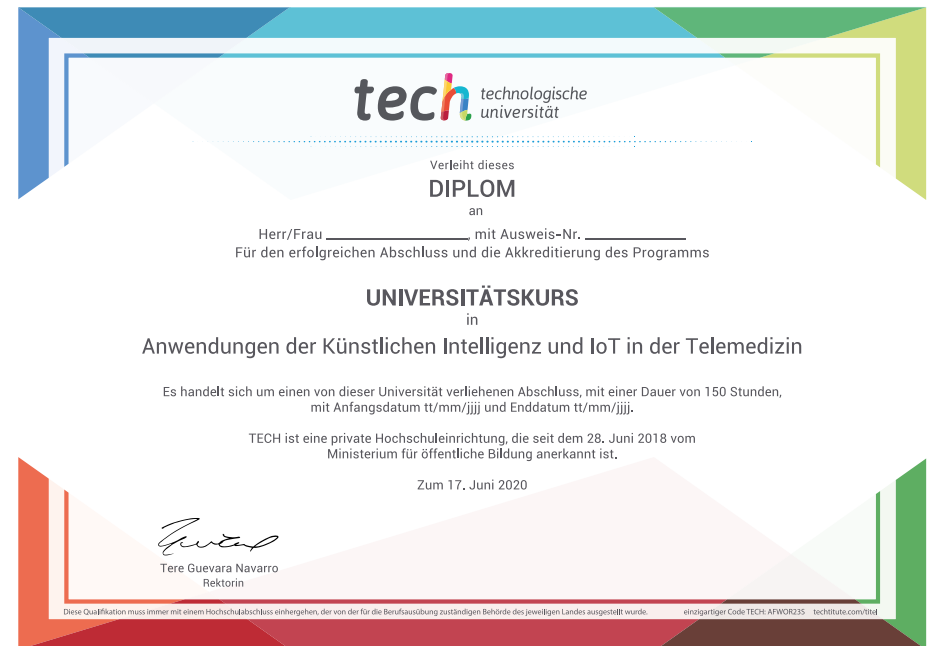 tech technologische
universität
Verleiht dieses
DIPLOM
an
Herr/Frau ____________________, mit Ausweis-Nr. ______________
Für den erfolgreichen Abschluss und die Akkreditierung des Programms
UNIVERSITÄTSKURS
in
Anwendungen der Künstlichen Intelligenz und IoT in der Telemedizin
Es handelt sich um einen von dieser Universität verliehenen Abschluss, mit einer Dauer von 150 Stunden,
mit Anfangsdatum tt/mm/jjjj und Enddatum tt/mm/jjjj.
TECH ist eine private Hochschuleinrichtung, die seit dem 28. Juni 2018 vom
Ministerium für öffentliche Bildung anerkannt ist.
Zum 17. Juni 2020
Tere Guevara Navarro
Rektorin
Diese Qualifikation muss immer mit einem Hochschulabschluss einhergehen, der von der für die Berufsausübung zuständigen Behörde des jeweiligen Landes ausgestellt wurde. einzigartiger Code TECH: AFWOR23S techtitute.com/titel